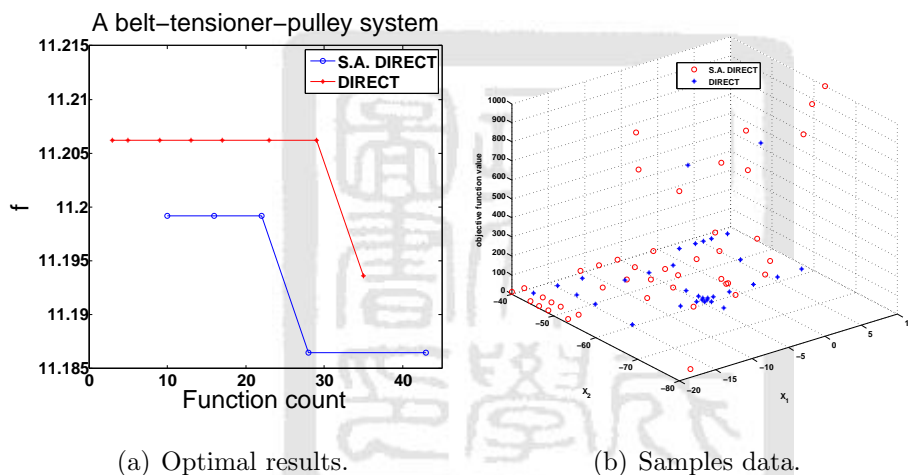 A belt–tensioner–pulley system
11.215
11.21
11.205
11.2
11.195
11.19
11.185
f
0 10 20 30 40
Function count
S.A. DIRECT
DIRECT
(a) Optimal results.
S.A. DIRECT
DIRECT
objective function value
1000
900
800
700
600
500
400
300
200
100
0
−40
−50
−60
−70
−80
X2
−20
−15
−10
−5
0
5
X1
(b) Samples data.